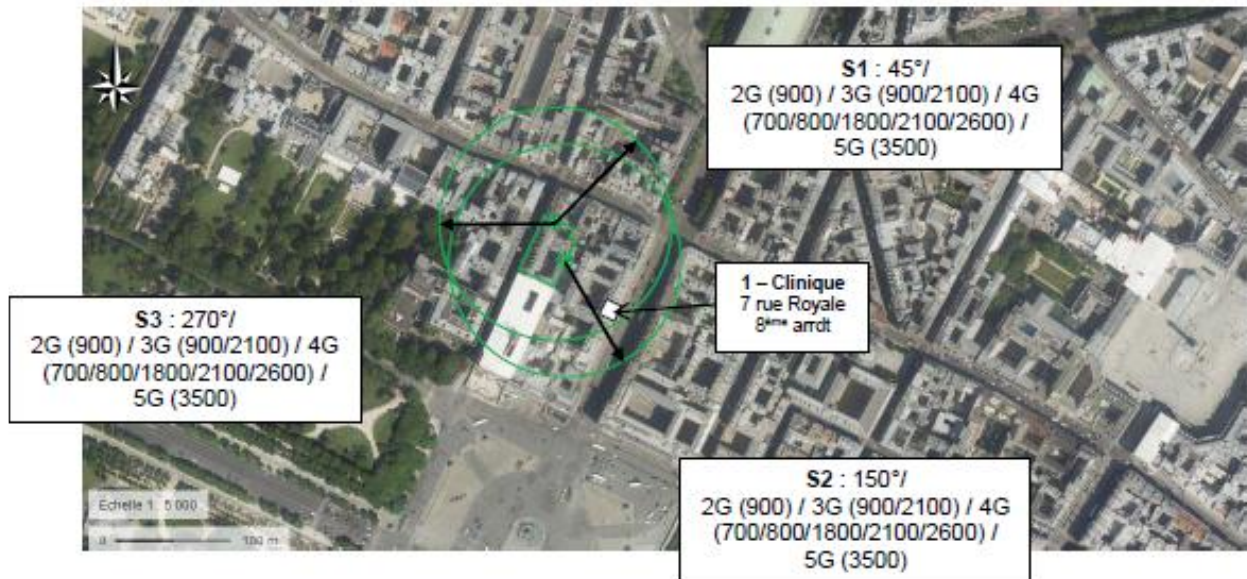 S1 : 45°/
2G (900) / 3G (900/2100) / 4G
(700/800/1800/2100/2600) /
5G (3500)
1 – Clinique
7 rue Royale
8ème arrdt
S3 : 270°/
2G (900) / 3G (900/2100) / 4G
(700/800/1800/2100/2600) /
5G (3500)
S2 : 150°/
2G (900) / 3G (900/2100) / 4G
(700/800/1800/2100/2600) /
5G (3500)
Echelle 1: 5 000
0 100 m